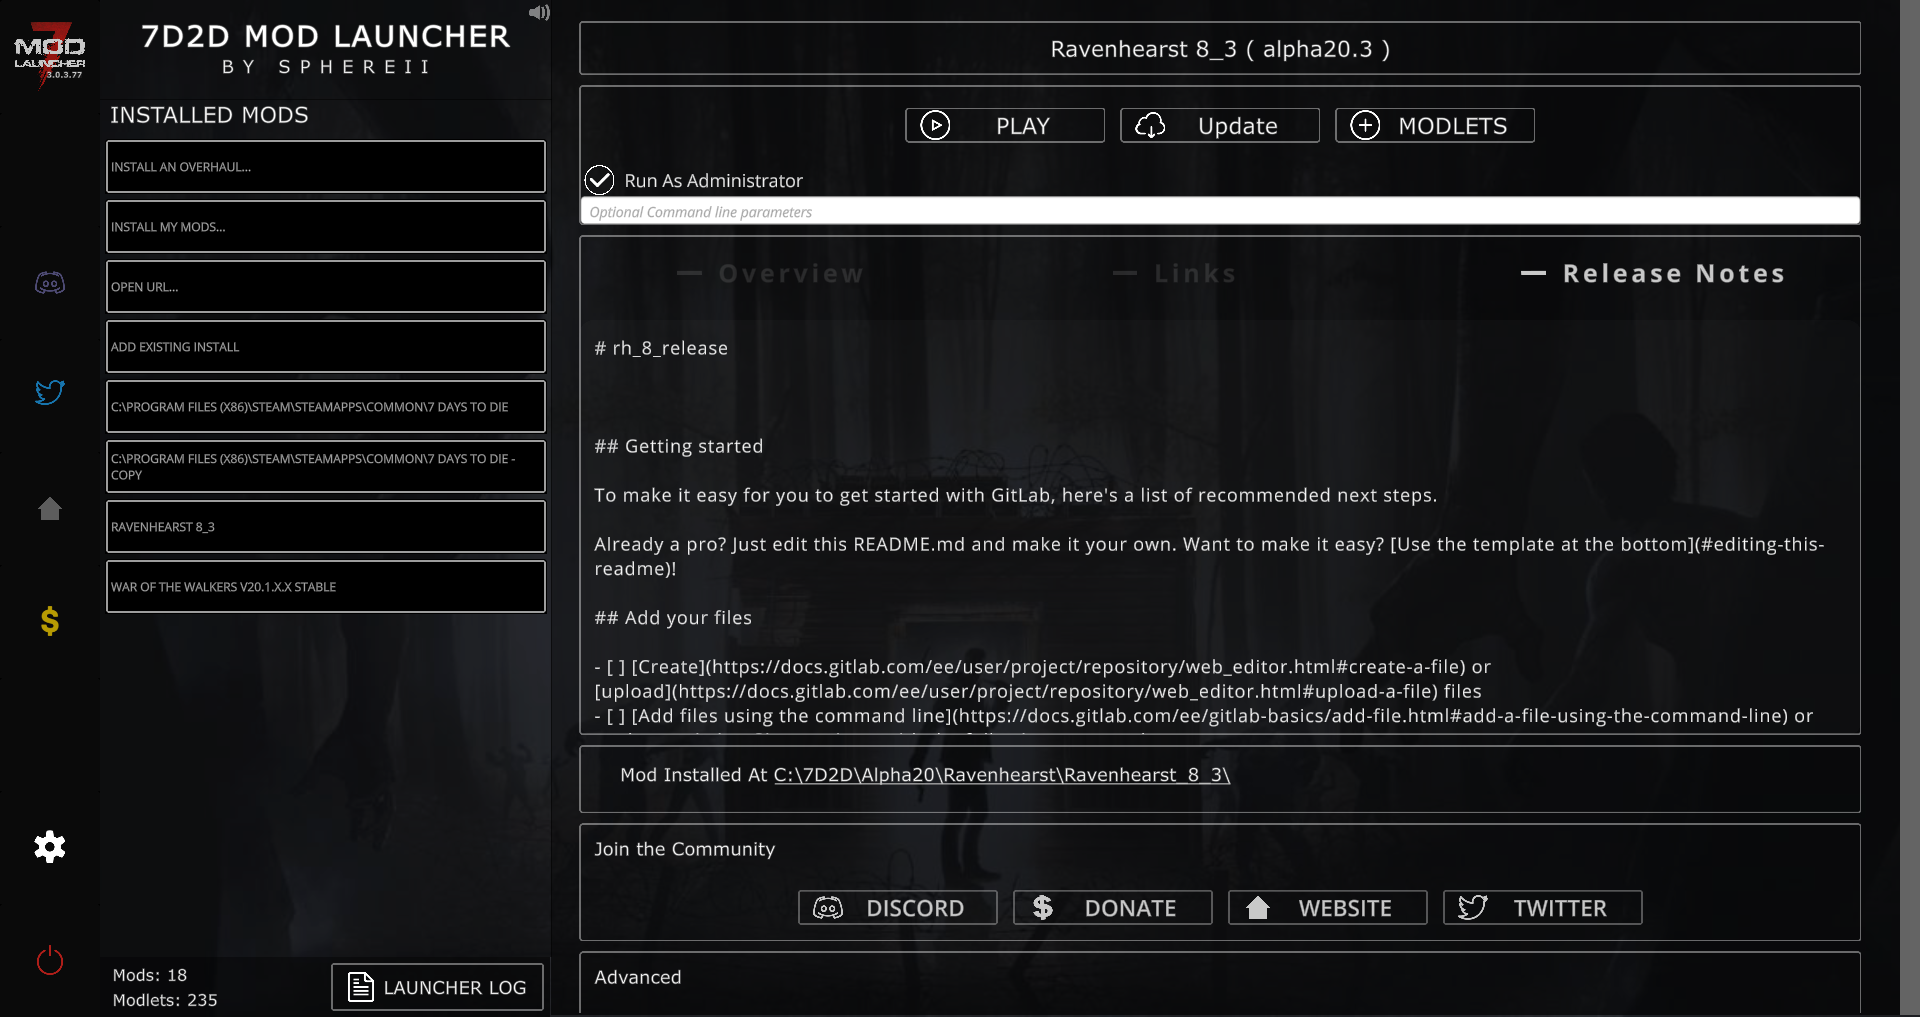 7
MOD
LAUNCHER
3.0.3.77
7D2D MOD LAUNCHER
BY SPHEREII
INSTALLED MODS
INSTALL AN OVERHAUL...
INSTALL MY MODS...
OPEN URL...
ADD EXISTING INSTALL
C:\PROGRAM FILES (X86)\STEAM\STEAMAPPS\COMMON\7 DAYS TO DIE
C:\PROGRAM FILES (X86)\STEAM\STEAMAPPS\COMMON\7 DAYS TO DIE -
COPY
RAVENHEARST 8_3
WAR OF THE WALKERS V20.1.X.X STABLE
Mods: 18
Modlets: 235
LAUNCHER LOG
Ravenhearst 8_3 ( alpha20.3 )
PLAY
Update
MODLETS
Run As Administrator
Optional Command line parameters
Overview
Links
Release Notes
# rh_8_release
## Getting started
To make it easy for you to get started with GitLab, here's a list of recommended next steps.
Already a pro? Just edit this README.md and make it your own. Want to make it easy? [Use the template at the bottom](#editing-this-
readme)!
## Add your files
- [ ] [Create](https://docs.gitlab.com/ee/user/project/repository/web_editor.html#create-a-file) or
[upload](https://docs.gitlab.com/ee/user/project/repository/web_editor.html#upload-a-file) files
- [ ] [Add files using the command line](https://docs.gitlab.com/ee/gitlab-basics/add-file.html#add-a-file-using-the-command-line) or
Mod Installed At C:\7D2D\Alpha20\Ravenhearst\Ravenhearst_8_3\
Join the Community
DISCORD
DONATE
WEBSITE
TWITTER
Advanced